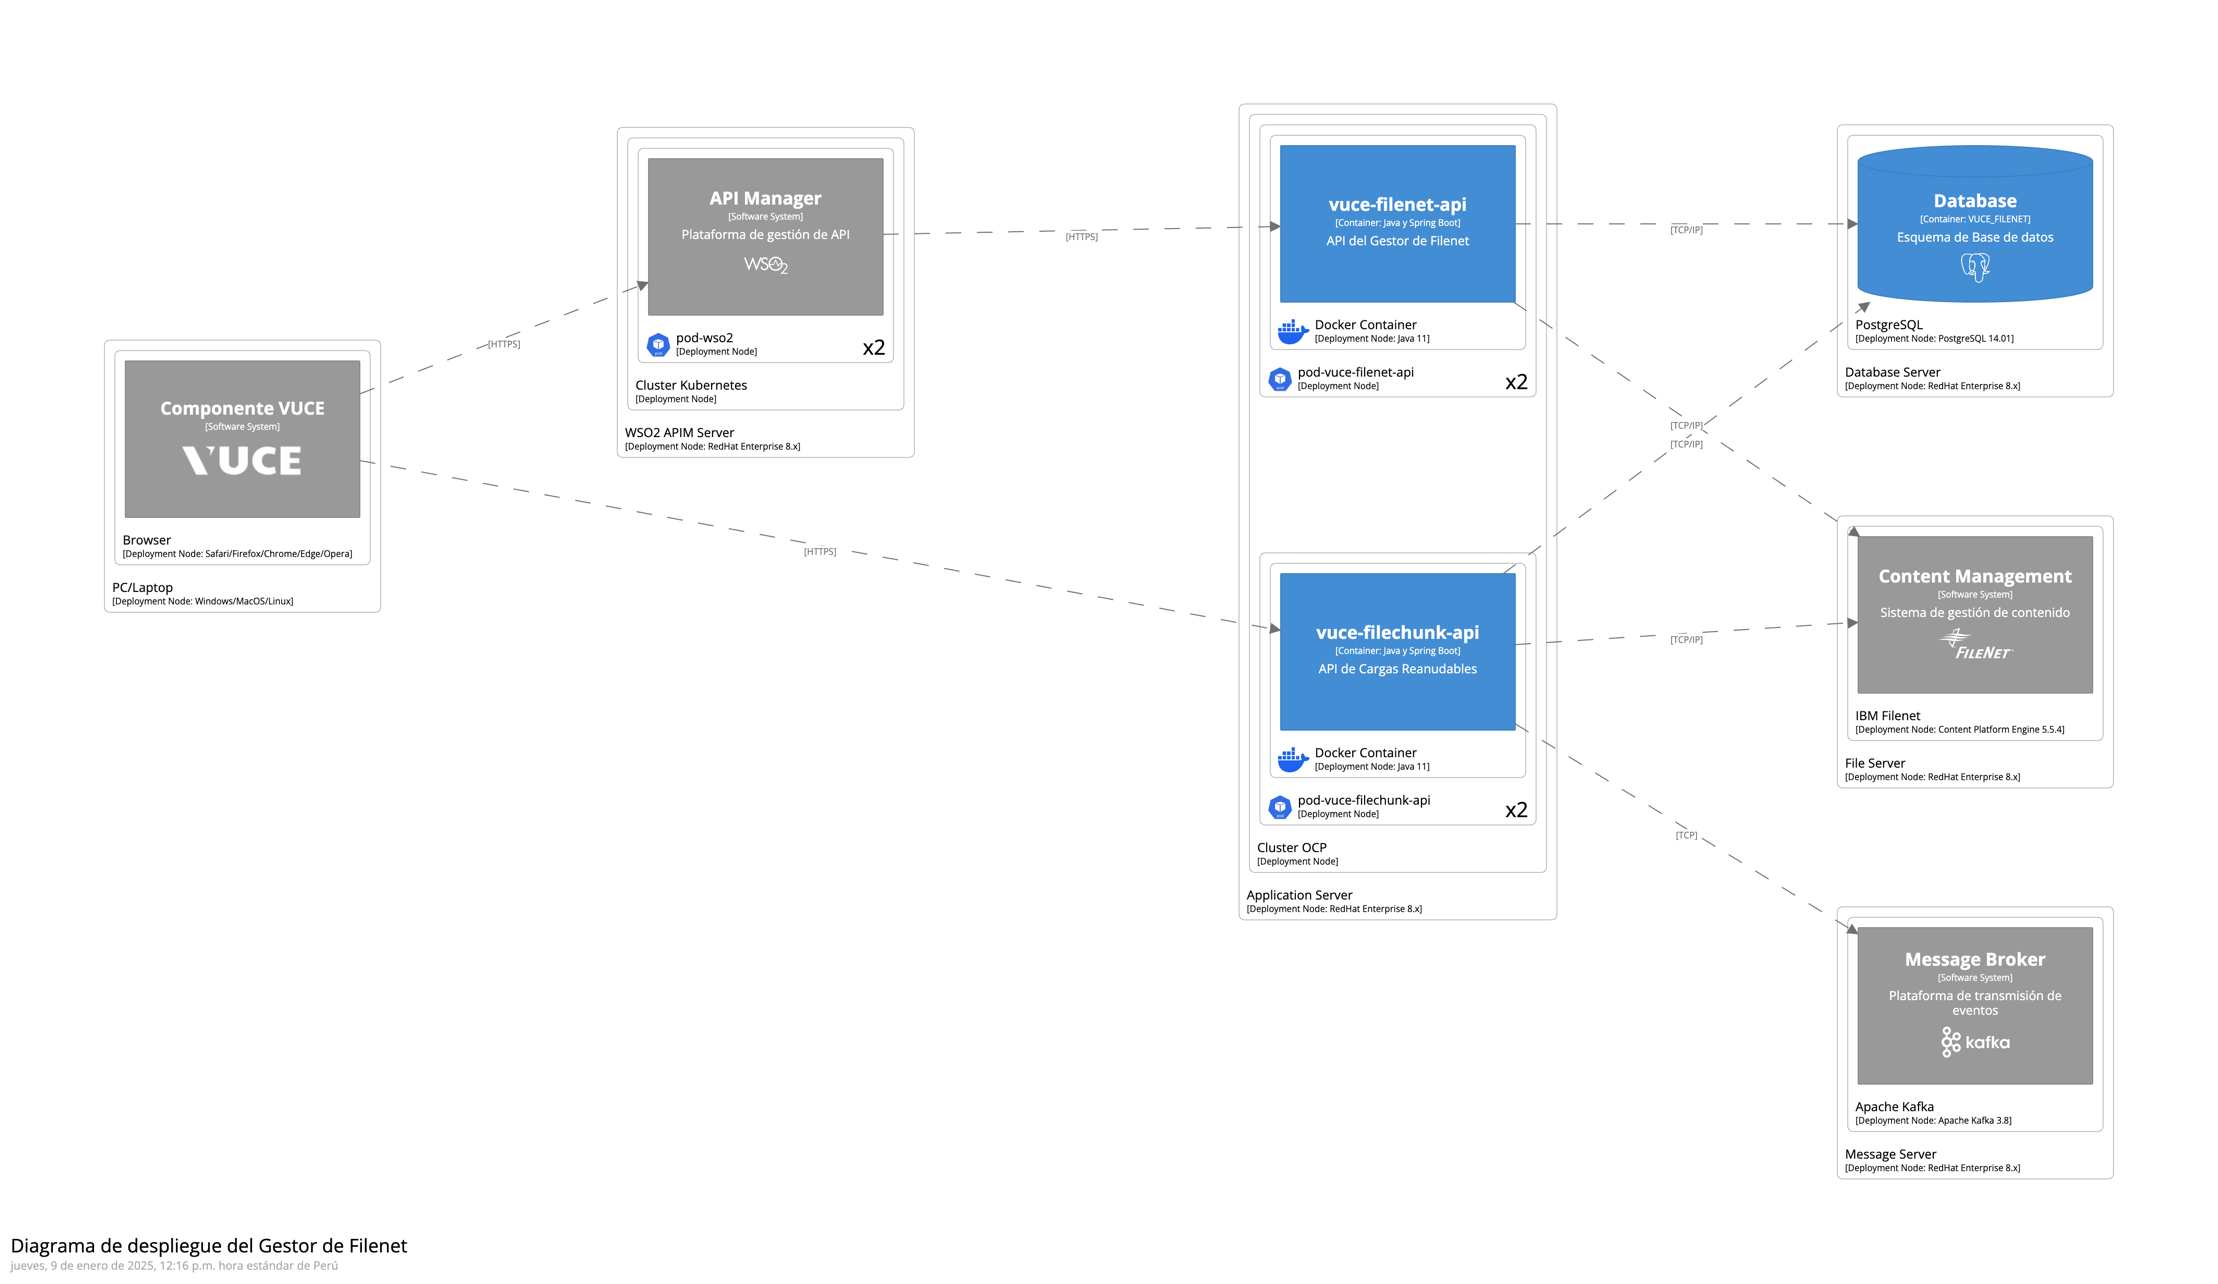 Componente VUCE
[Software System]
VUCE
Browser
[Deployment Node: Safari/Firefox/Chrome/Edge/Opera]
PC/Laptop
[Deployment Node: Windows/MacOS/Linux]
[HTTPS]
[HTTPS]
API Manager
[Software System]
Plataforma de gestión de API
WSO2
pod-wso2
[Deployment Node]
x2
Cluster Kubernetes
[Deployment Node]
WSO2 APIM Server
[Deployment Node: RedHat Enterprise 8.x]
[HTTPS]
vuce-filenet-api
[Container: Java y Spring Boot]
API del Gestor de Filenet
Docker Container
[Deployment Node: Java 11]
pod-vuce-filenet-api
[Deployment Node]
x2
vuce-filechunk-api
[Container: Java y Spring Boot]
API de Cargas Reanudables
Docker Container
[Deployment Node: Java 11]
pod-vuce-filechunk-api
[Deployment Node]
x2
Cluster OCP
[Deployment Node]
Application Server
[Deployment Node: RedHat Enterprise 8.x]
[TCP/IP]
[TCP/IP]
[TCP/IP]
[TCP/IP]
[TCP]
Database
[Container: VUCE_FILENET]
Esquema de Base de datos
PostgreSQL
[Deployment Node: PostgreSQL 14.01]
Database Server
[Deployment Node: RedHat Enterprise 8.x]
Content Management
[Software System]
Sistema de gestión de contenido
FILENET
IBM Filenet
[Deployment Node: Content Platform Engine 5.5.4]
File Server
[Deployment Node: RedHat Enterprise 8.x]
Message Broker
[Software System]
Plataforma de transmisión de
eventos
kafka
Apache Kafka
[Deployment Node: Apache Kafka 3.8]
Message Server
[Deployment Node: RedHat Enterprise 8.x]
Diagrama de despliegue del Gestor de Filenet
jueves, 9 de enero de 2025, 12:16 p.m. hora estándar de Perú